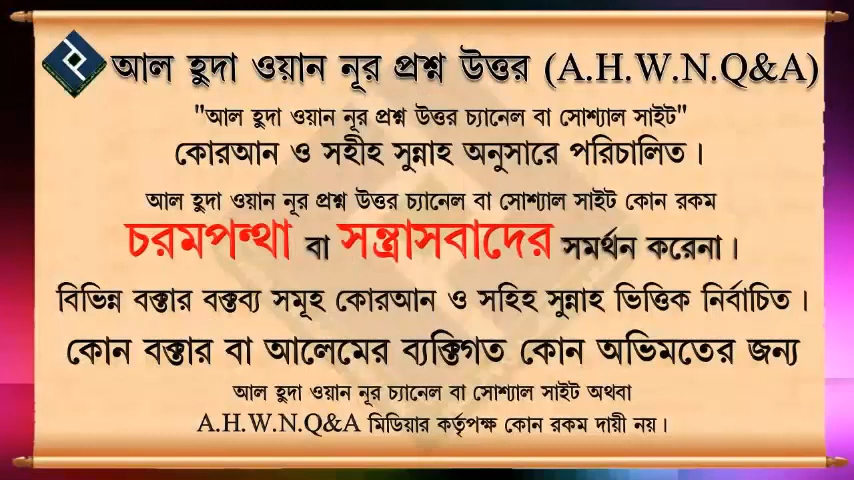 আল হুদা ওয়ান নূর প্রশ্ন উত্তর (A.H.W.N.Q&A)
"আল হুদা ওয়ান নূর প্রশ্ন উত্তর চ্যানেল বা সোশ্যাল সাইট"
কোরআন ও সহীহ সুন্নাহ অনুসারে পরিচালিত।
আল হুদা ওয়ান নূর প্রশ্ন উত্তর চ্যানেল বা সোশ্যাল সাইট কোন রকম
চরমপন্থা বা সন্ত্রাসবাদের সমর্থন করেনা।
বিভিন্ন বক্তার বক্তব্য সমূহ কোরআন ও সহিহ সুন্নাহ ভিত্তিক নির্বাচিত।
কোন বক্তার বা আলেমের ব্যক্তিগত কোন অভিমতের জন্য
আল হুদা ওয়ান নূর চ্যানেল বা সোশ্যাল সাইট অথবা
A.H.W.N.Q&A মিডিয়ার কর্তৃপক্ষ কোন রকম দায়ী নয়।